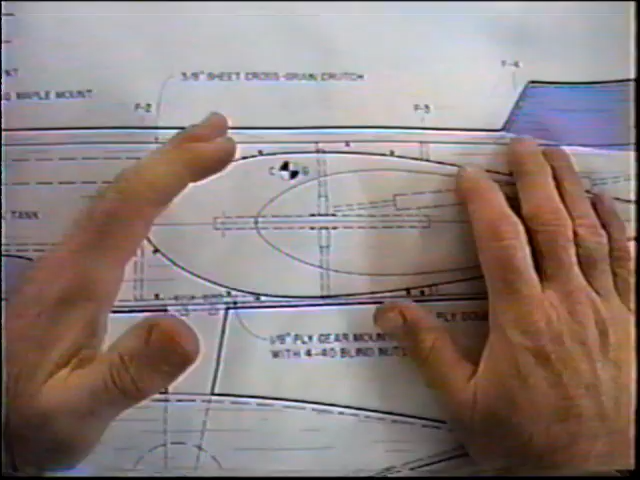 3/8" SHEET CROSS-GRAIN CRUTCH
F-4
MAPLE MOUNT
F-2
F-3
C G
TANK
1/8" PLY GEAR MOUNT
WITH 4-40 BLIND NUTS
PLY